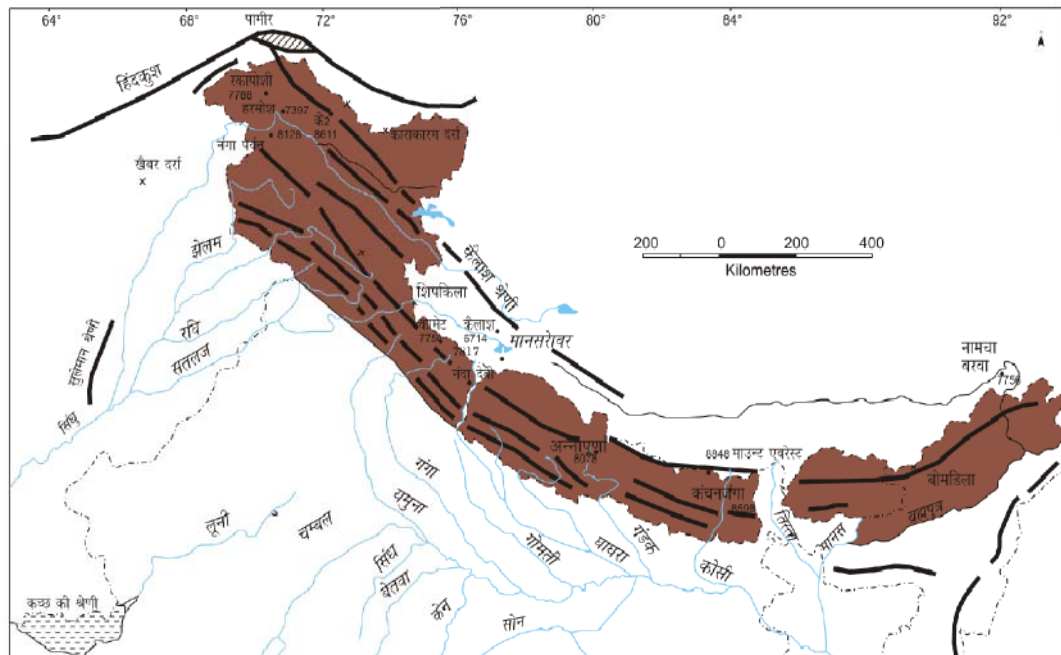 64°
68°
72°
76°
80°
84°
92°
पामीर
हिंदकुश
रकापोशी
7788
हरमोश 7397
के2
8611
8126
काराकोरम दर्रा
नंगा पर्वत
खैबर दर्रा
झेलम
200 0 200 400
Kilometres
कैलाश श्रेणी
शिपकिला
कामेट
7756
कैलाश
6714
मानसरोवर
7817
नंदा देवी
रावि
सतलज
सुलेमान श्रेणी
सिंधु
नामचा
बरवा
7756
अन्नापूर्णा
8078
8848 माउन्ट एवरेस्ट
कंचनजंगा
8598
बोमडिला
ब्रह्मपुत्र
तिस्ता
मानस
गंगा
यमुना
लूनी
चम्बल
सिंध
बेतवा
केन
गोमती
घाघरा
गंडक
कोसी
सोन
कच्छ की श्रेणी